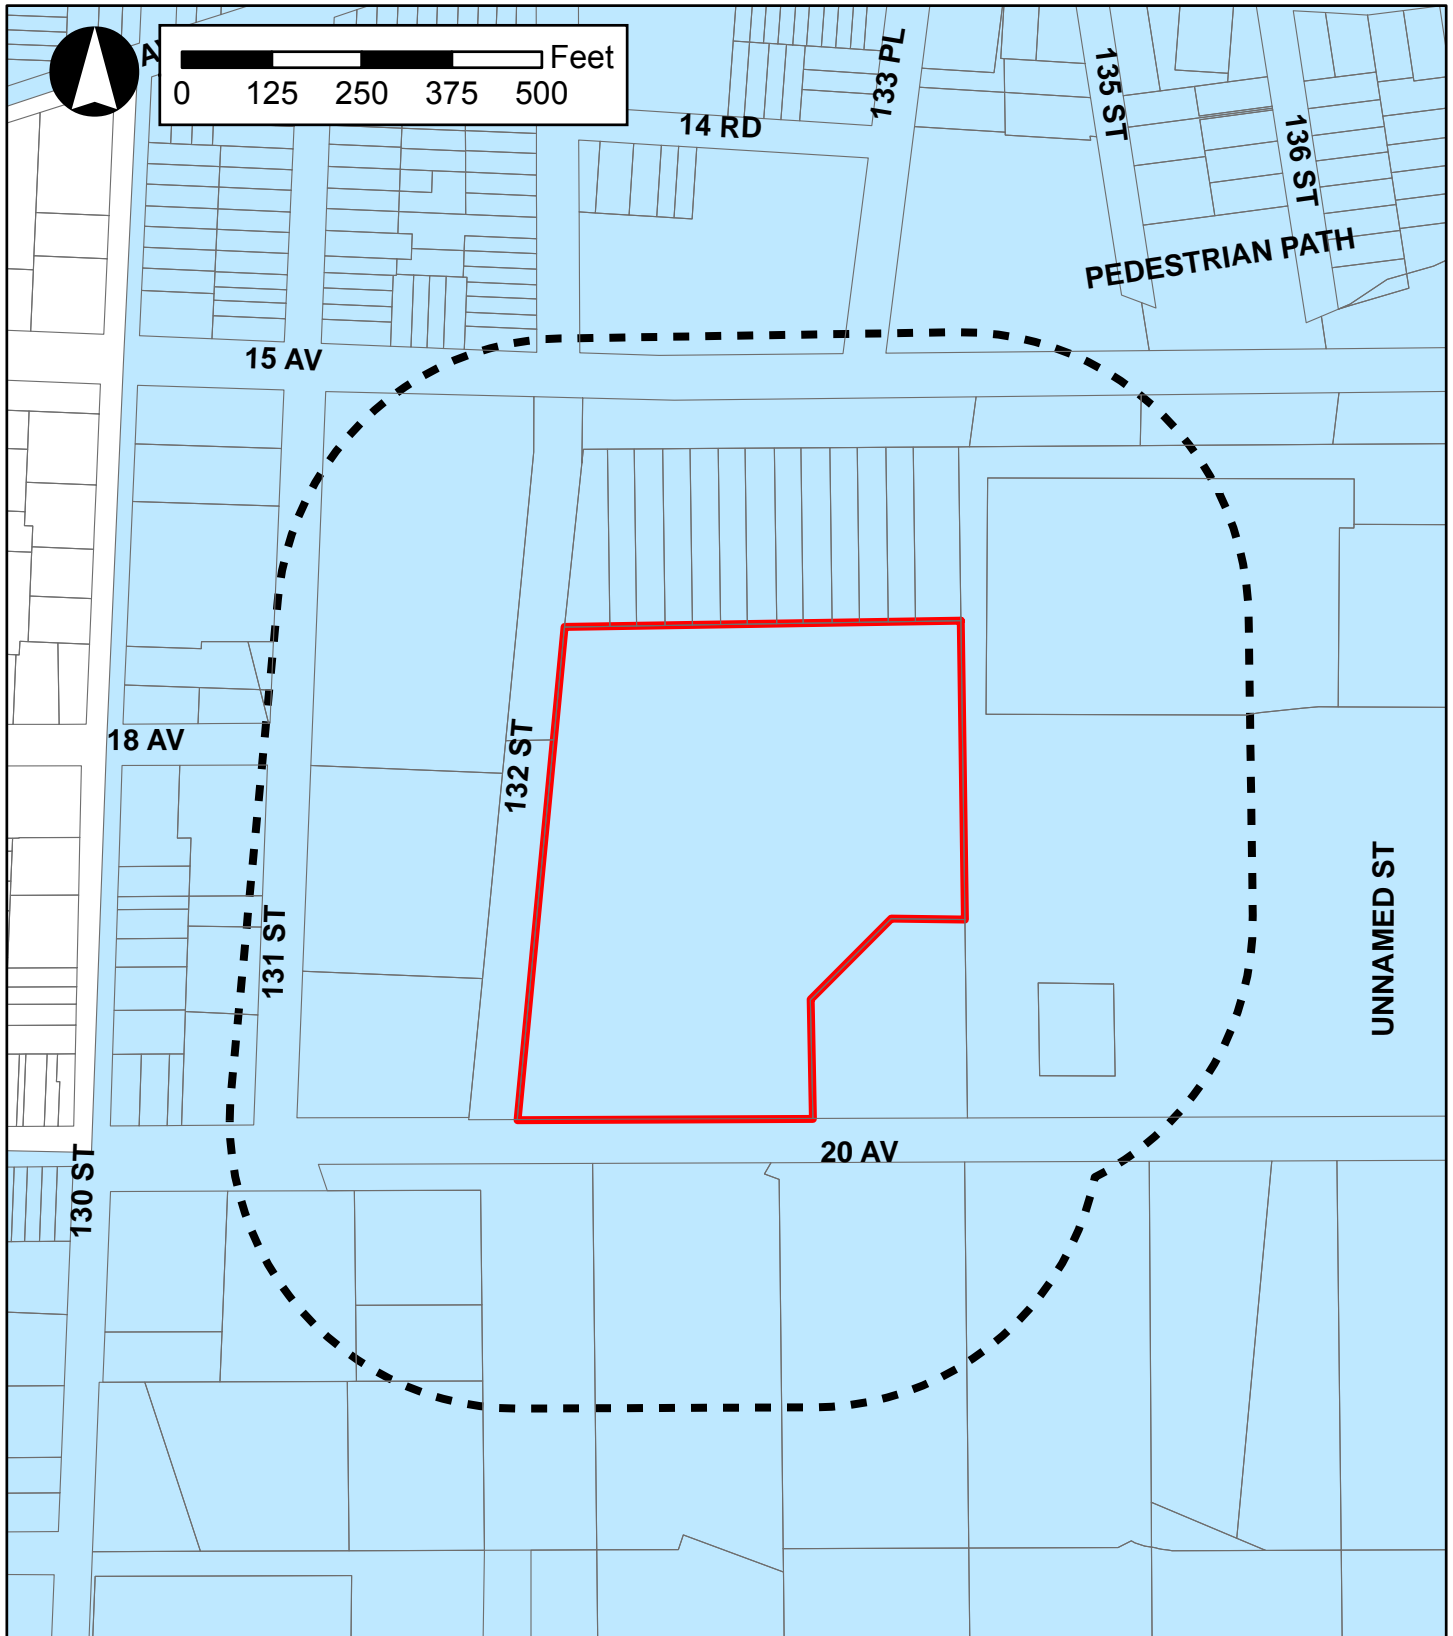 AV
Feet
0 125 250 375 500
14 RD
133 PL
135 ST
136 ST
PEDESTRIAN PATH
15 AV
132 ST
18 AV
131 ST
UNNAMED ST
20 AV
130 ST